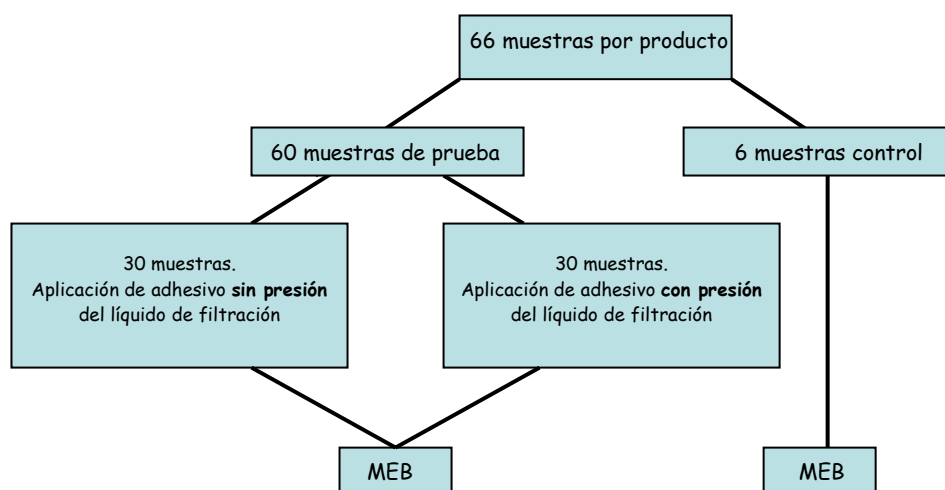 66 muestras por producto
60 muestras de prueba
6 muestras control
30 muestras.
Aplicación de adhesivo sin presión
del líquido de filtración
30 muestras.
Aplicación de adhesivo con presión
del líquido de filtración
MEB
MEB